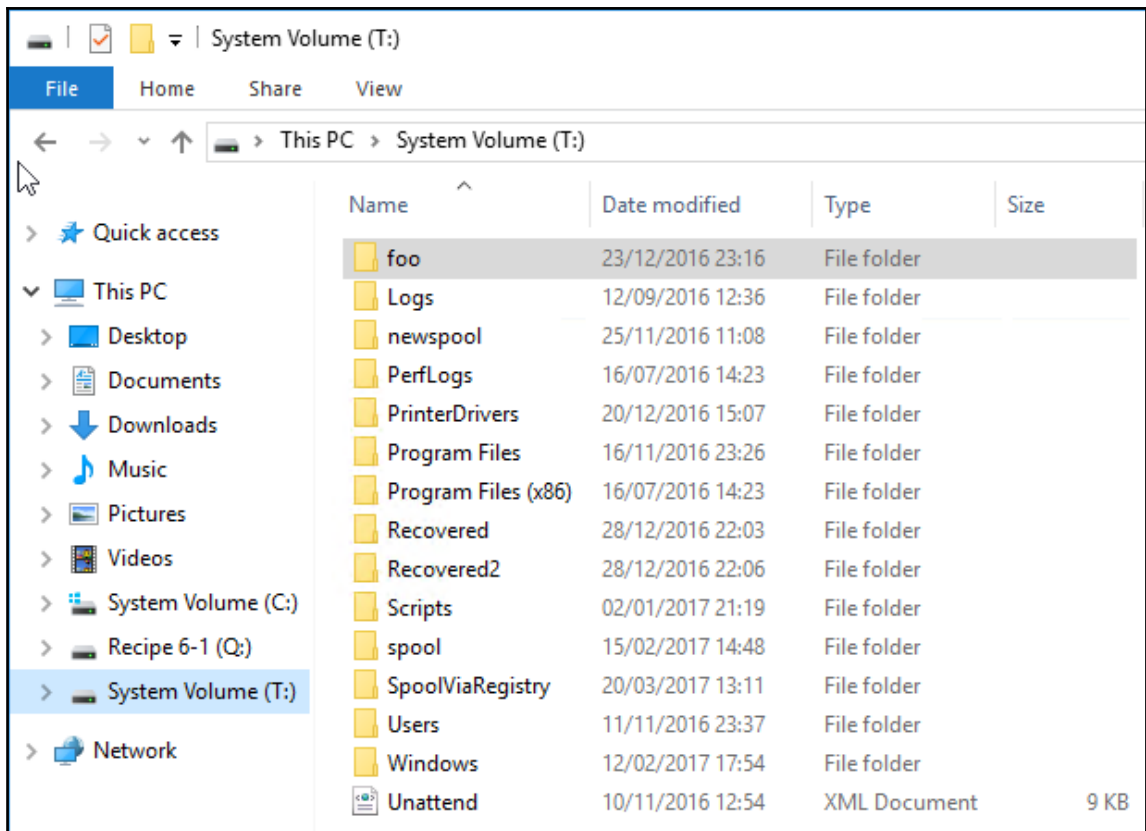 System Volume (T:)
File Home Share View
This PC System Volume (T:)
Name Date modified Type Size
Quick access
This PC
Desktop
Documents
Downloads
Music
Pictures
Videos
System Volume (C:)
Recipe 6-1 (Q:)
System Volume (T:)
Network
foo 23/12/2016 23:16 File folder
Logs 12/09/2016 12:36 File folder
newspool 25/11/2016 11:08 File folder
PerfLogs 16/07/2016 14:23 File folder
PrinterDrivers 20/12/2016 15:07 File folder
Program Files 16/11/2016 23:26 File folder
Program Files (x86) 16/07/2016 14:23 File folder
Recovered 28/12/2016 22:03 File folder
Recovered2 28/12/2016 22:06 File folder
Scripts 02/01/2017 21:19 File folder
spool 15/02/2017 14:48 File folder
SpoolViaRegistry 20/03/2017 13:11 File folder
Users 11/11/2016 23:37 File folder
Windows 12/02/2017 17:54 File folder
Unattend 10/11/2016 12:54 XML Document 9 KB